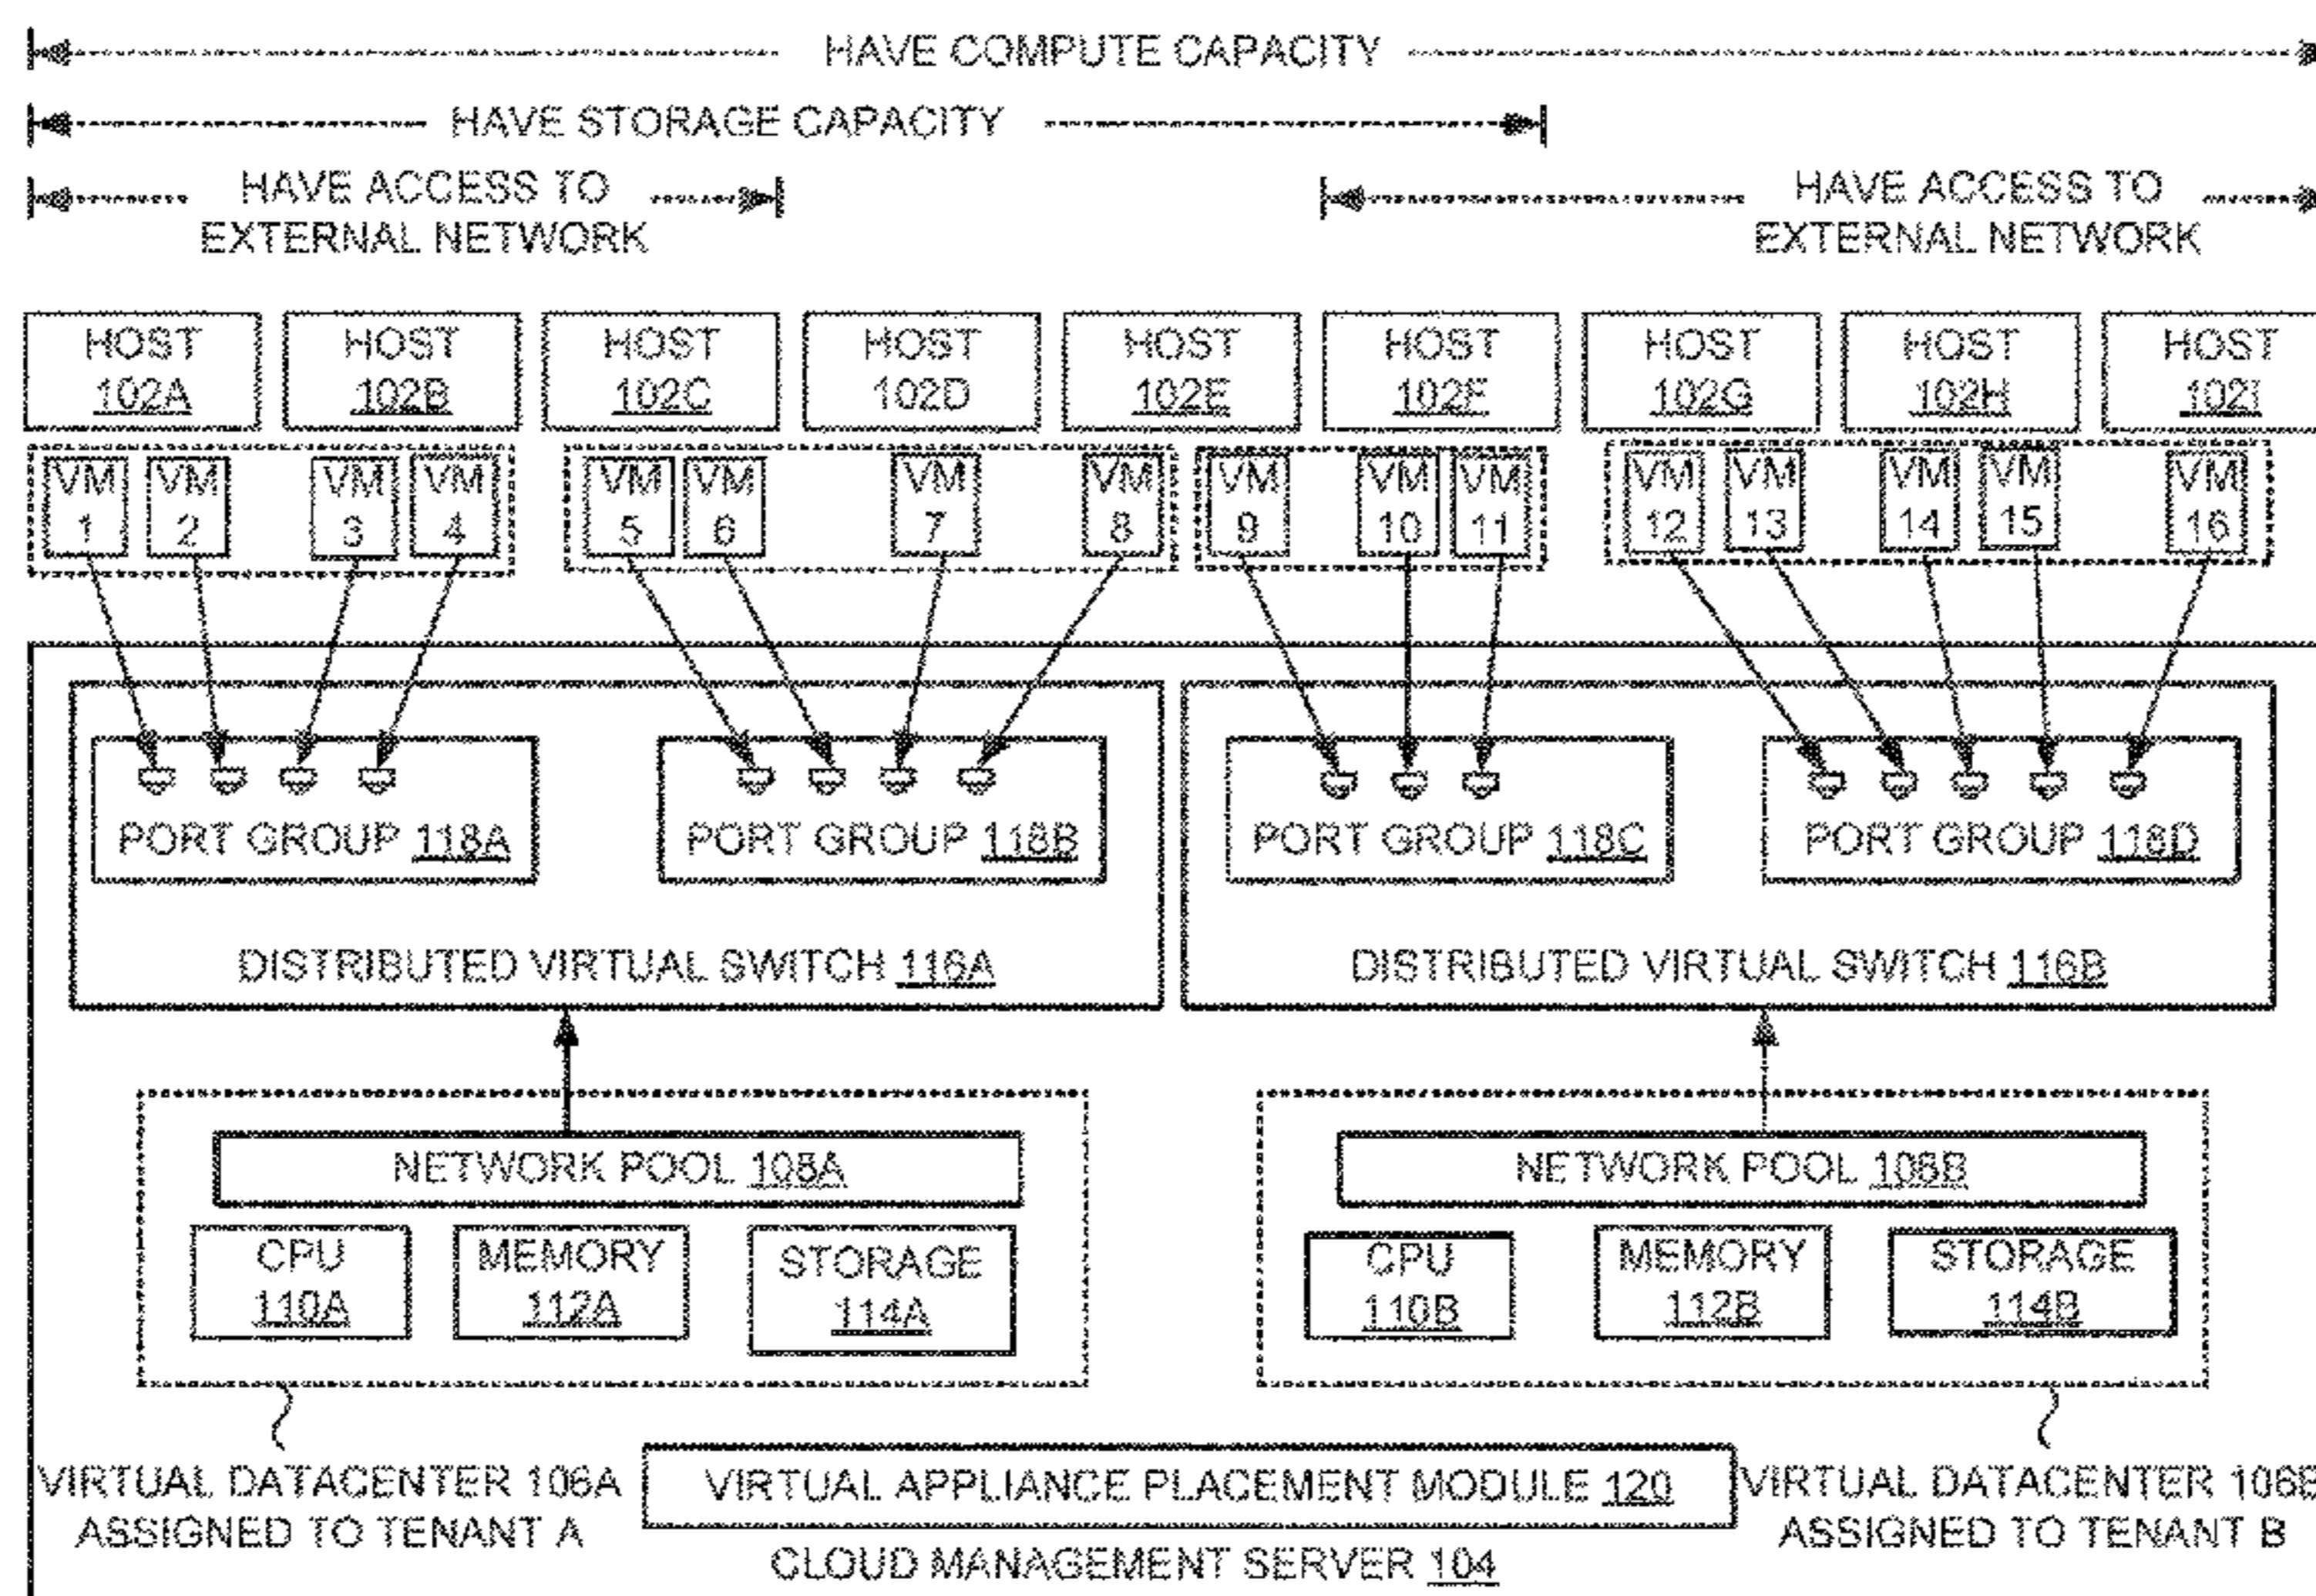 HAVE COMPUTE CAPACITY
HAVE STORAGE CAPACITY
HAVE ACCESS TO
EXTERNAL NETWORK
HAVE ACCESS TO
EXTERNAL NETWORK
HOST
102A
HOST
102B
HOST
102C
HOST
102D
HOST
102E
HOST
102F
HOST
102G
HOST
102H
HOST
102I
VM
1
VM
2
VM
3
VM
4
VM
5
VM
6
VM
7
VM
8
VM
9
VM
10
VM
11
VM
12
VM
13
VM
14
VM
15
VM
16
PORT GROUP 118A
PORT GROUP 118B
PORT GROUP 118C
PORT GROUP 118D
DISTRIBUTED VIRTUAL SWITCH 116A
DISTRIBUTED VIRTUAL SWITCH 116B
NETWORK POOL 108A
NETWORK POOL 108B
CPU
110A
MEMORY
112A
STORAGE
114A
CPU
110B
MEMORY
112B
STORAGE
114B
VIRTUAL DATACENTER 106A
ASSIGNED TO TENANT A
VIRTUAL APPLIANCE PLACEMENT MODULE 120
VIRTUAL DATACENTER 106B
ASSIGNED TO TENANT B
CLOUD MANAGEMENT SERVER 104